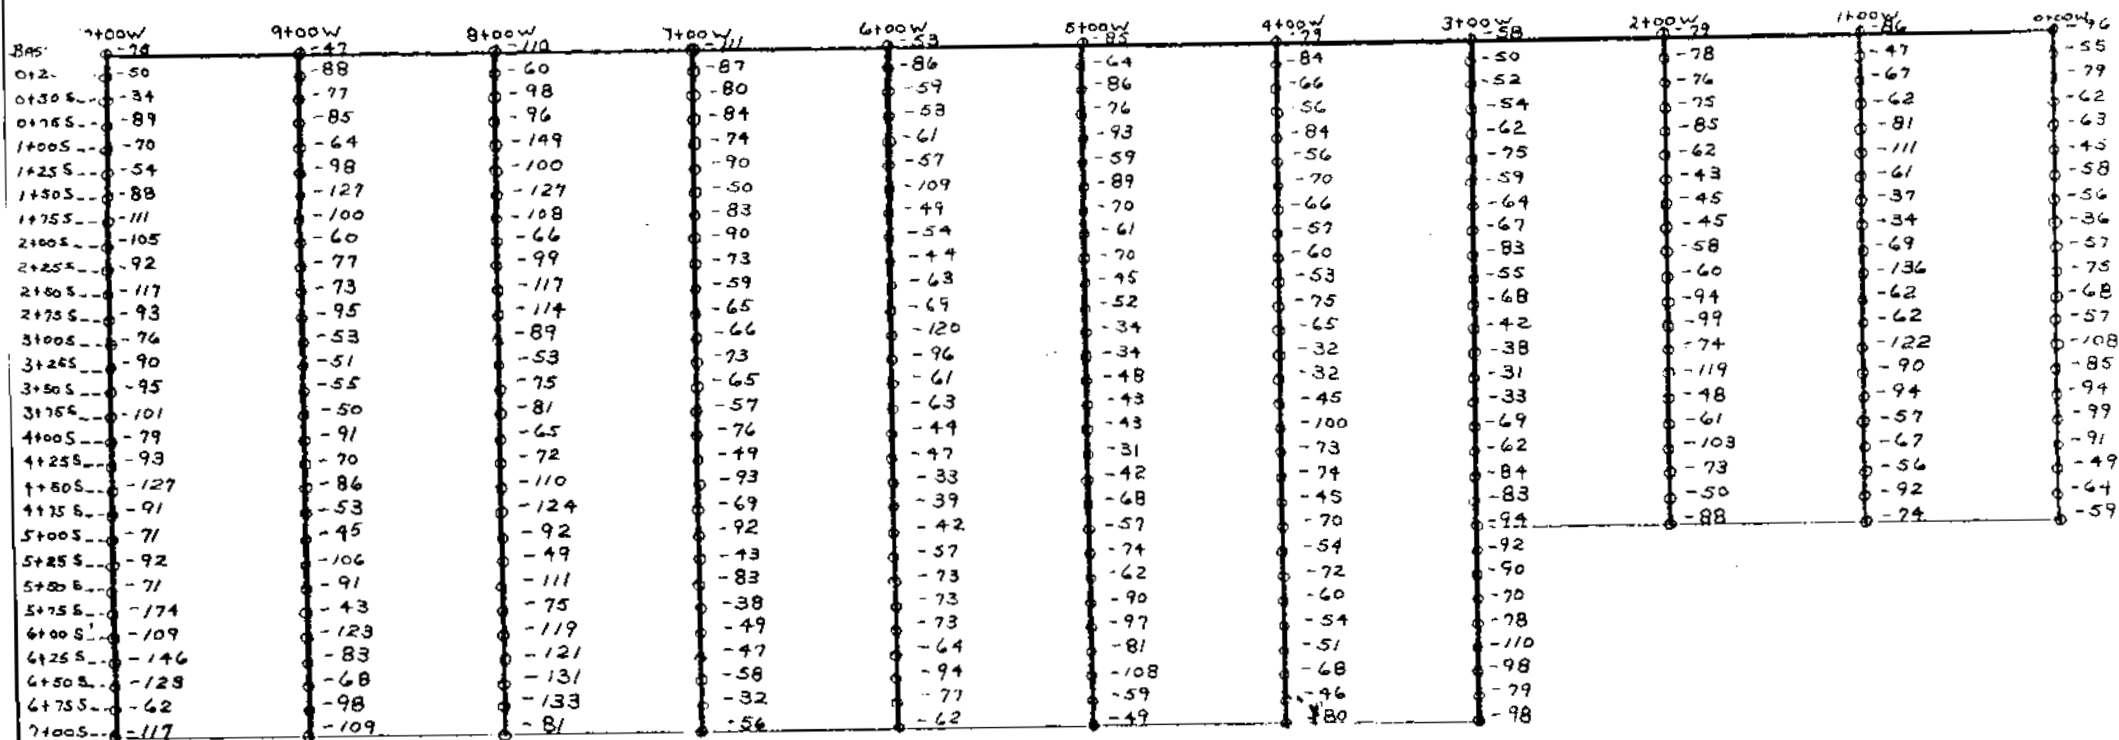 9+00W 8+00W 7+00W 6+00W 5+00W 4+00W 3+00W 2+00W 1+00W 0+00W
BAS -47 -110 -111 -53 -85 -79 -58 -79 -86 -96
0+2 -50 -88 -60 -87 -86 -64 -84 -50 -78 -47 -55
0+50S -34 -77 -98 -80 -59 -86 -66 -52 -76 -67 -79
0+75S -89 -85 -96 -84 -53 -76 -56 -54 -75 -62 -62
1+00S -70 -64 -149 -74 -61 -93 -84 -62 -85 -81 -63
1+25S -54 -98 -100 -90 -57 -59 -56 -75 -62 -111 -45
1+50S -88 -127 -127 -50 -109 -89 -70 -59 -43 -61 -58
1+75S -111 -100 -108 -83 -49 -70 -66 -64 -45 -37 -56
2+00S -105 -60 -66 -90 -54 -61 -57 -67 -45 -34 -36
2+25S -92 -77 -99 -73 -44 -70 -60 -83 -58 -69 -57
2+50S -117 -73 -117 -59 -63 -45 -53 -55 -60 -136 -75
2+75S -93 -95 -114 -65 -69 -52 -75 -68 -94 -62 -68
3+00S -76 -53 -89 -66 -120 -34 -65 -42 -99 -62 -57
3+25S -90 -51 -53 -73 -96 -34 -32 -38 -74 -122 -108
3+50S -95 -55 -75 -65 -61 -48 -32 -31 -119 -90 -85
3+75S -101 -50 -81 -57 -63 -43 -45 -33 -48 -94 -94
4+00S -79 -91 -65 -76 -44 -43 -100 -69 -61 -57 -99
4+25S -93 -70 -72 -49 -47 -31 -73 -62 -103 -67 -91
4+50S -127 -86 -110 -93 -33 -42 -74 -84 -73 -56 -49
4+75S -91 -53 -124 -69 -39 -68 -45 -83 -50 -92 -64
5+00S -71 -45 -92 -92 -42 -57 -70 -94 -88 -74 -59
5+25S -92 -106 -49 -43 -57 -74 -54 -92
5+50S -71 -91 -111 -83 -73 -62 -72 -90
5+75S -174 -43 -75 -38 -73 -90 -60 -70
6+00S -109 -123 -119 -49 -73 -97 -54 -78
6+25S -146 -83 -121 -47 -64 -81 -51 -110
6+50S -128 -68 -131 -58 -94 -108 -68 -98
6+75S -62 -98 -133 -32 -77 -59 -46 -79
7+00S -117 -109 -81 -56 -62 -49 -80 -98